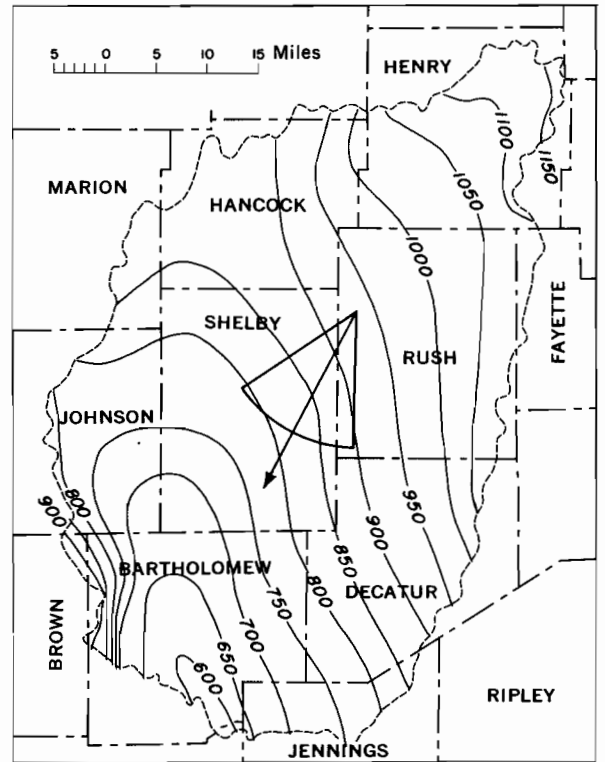 5 0 5 10 15 Miles
HENRY
MARION
HANCOCK
1100
1150
1050
1000
SHELBY
RUSH
FAYETTE
JOHNSON
950
900
800
900
BARTHOLOMEW
850
DECATUR
800
750
700
650
600
BROWN
RIPLEY
JENNINGS